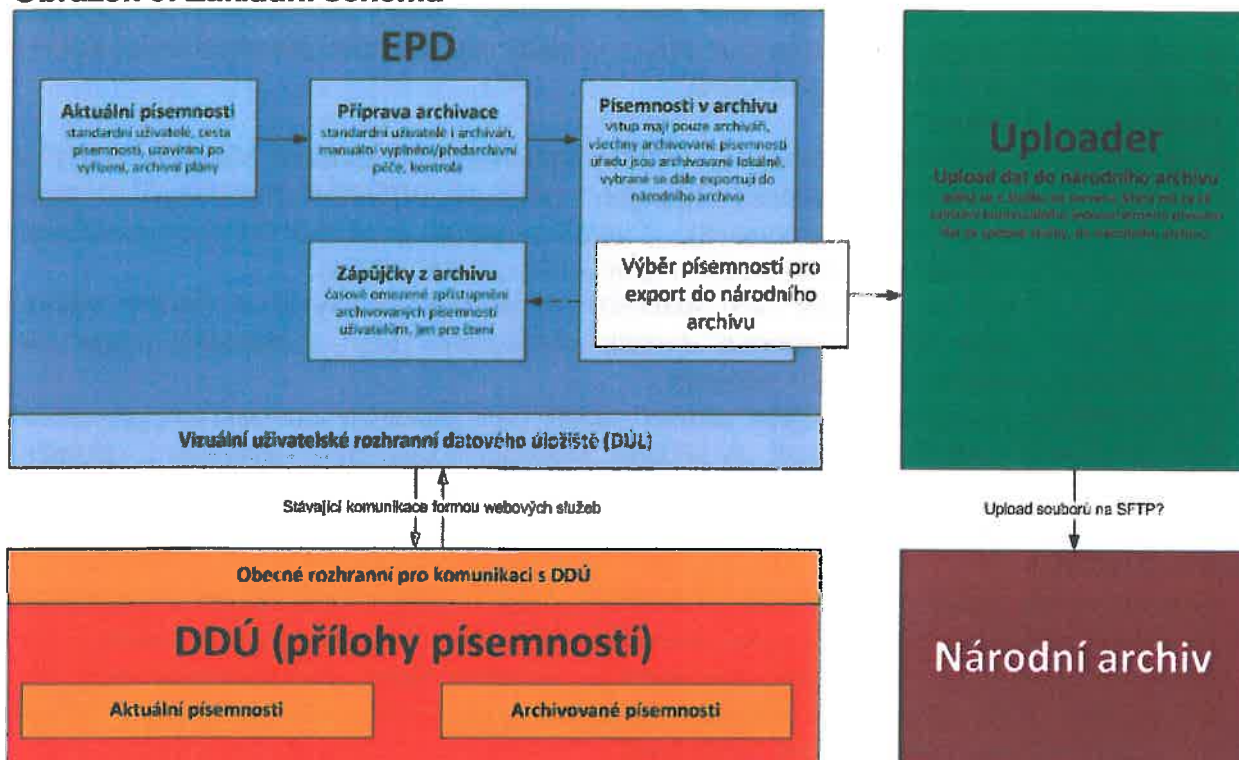 EPD
Aktuální písemnosti
standardní uživatelé, cesta
písemnosti, uzavírání po
vyřízení, archivní plány
Příprava archivace
standardní uživatelé i archiváři,
manuální vyplnění/předarchivní
péče, kontrola
Písemnosti v archivu
vstup mají pouze archiváři,
všechny archivované písemnosti
úřadu jsou archivované lokálně,
vybrané se dále exportují do
národního archivu
Zápůjčky z archivu
časově omezené zpřístupnění
archivovaných písemností
uživatelům, jen pro čtení
Výběr písemností pro
export do národního
archivu
Vizuální uživatelské rozhranní datového úložiště (DÚL)
Uploader
Upload dat do národního archivu
Stávající komunikace formou webových služeb
Upload souborů na SFTP?
Obecné rozhranní pro komunikaci s DDÚ
DDÚ (přílohy písemností)
Aktuální písemnosti
Archivované písemnosti
Národní archiv